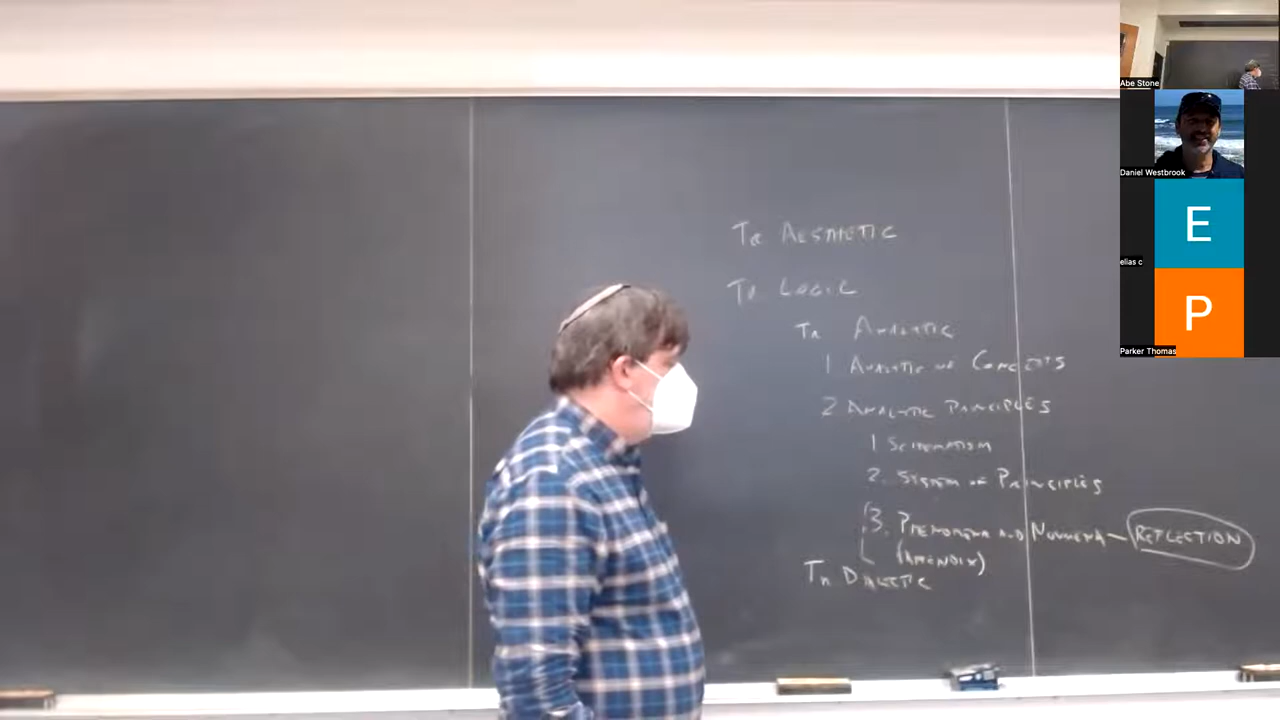 Tr AESTHETIC
Tr LOGIC
Tr ANALYTIC
1 ANALYTIC OF CONCEPTS
2 ANALYTIC PRINCIPLES
1 SCHEMATISM
2. SYSTEM OF PRINCIPLES
3. PHENOMENA AND NOUMENA — REFLECTION
(APPENDIX)
Tr DIALECTIC
Abe Stone
Daniel Westbrook
E
elias c
P
Parker Thomas